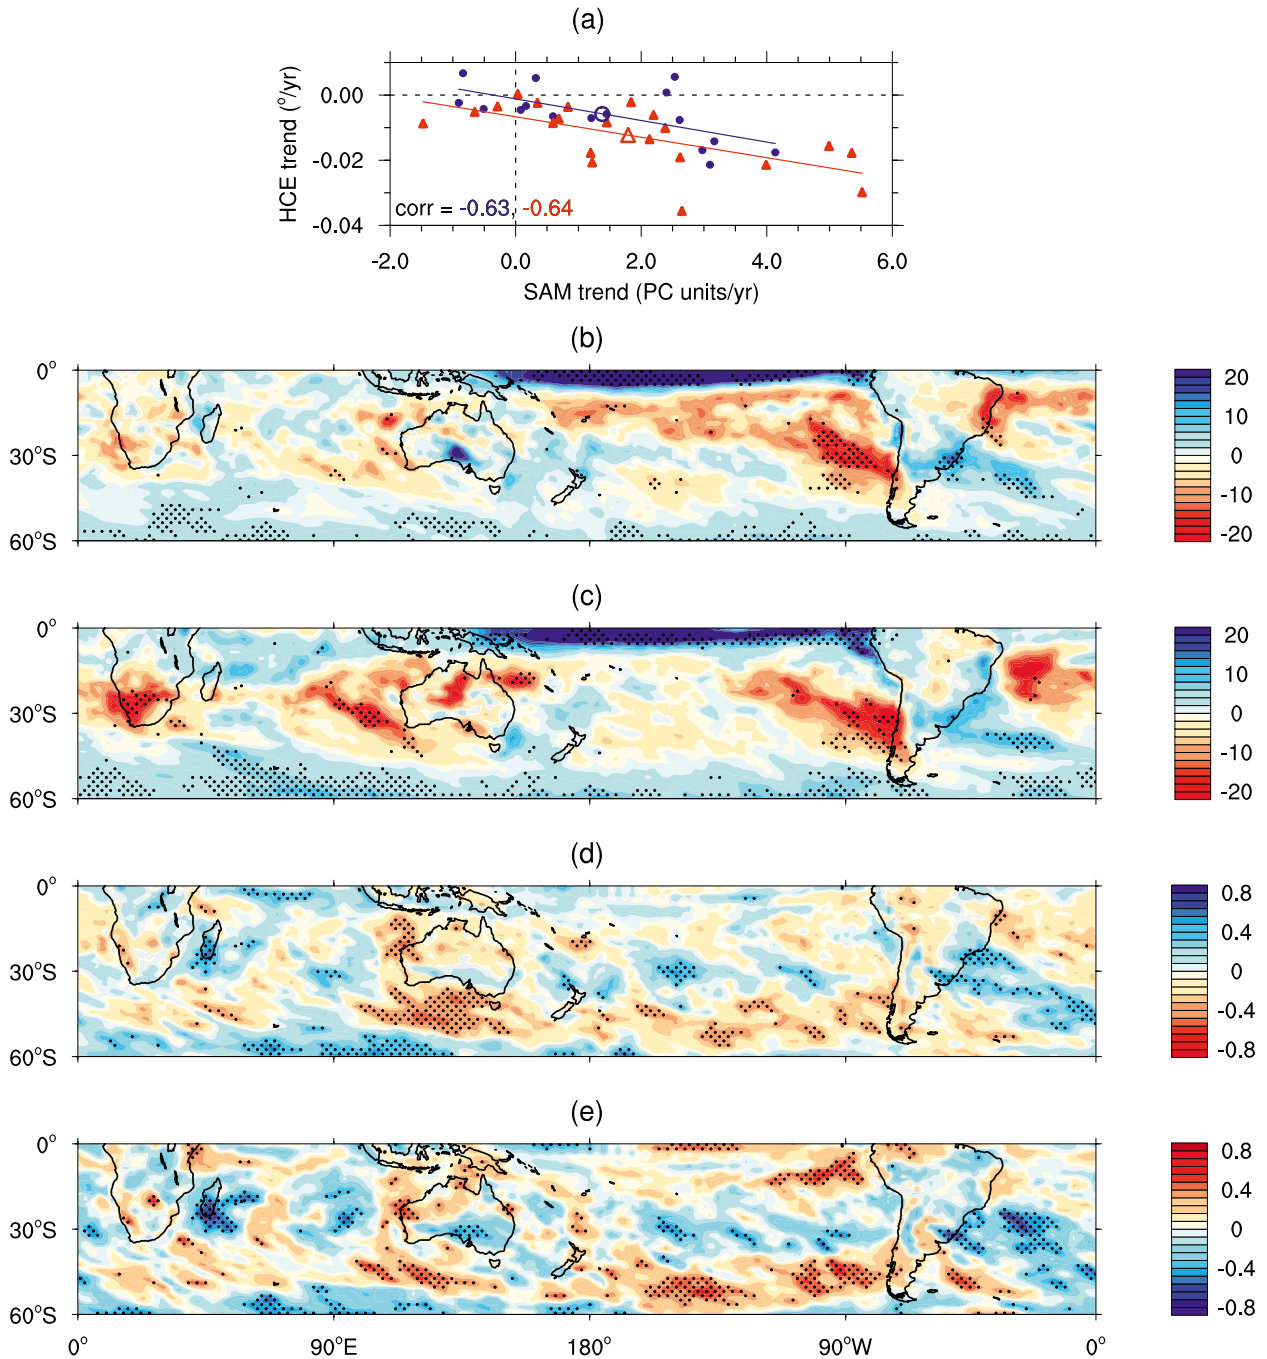 (a)
HCE trend (°/yr)
0.00
-0.02
-0.04
corr = -0.63, -0.64
-2.0 0.0 2.0 4.0 6.0
SAM trend (PC units/yr)
(b)
0°
30°S
60°S
20
10
0
-10
-20
(c)
0°
30°S
60°S
20
10
0
-10
-20
(d)
0°
30°S
60°S
0.8
0.4
0
-0.4
-0.8
(e)
0°
30°S
60°S
0.8
0.4
0
-0.4
-0.8
0° 90°E 180° 90°W 0°